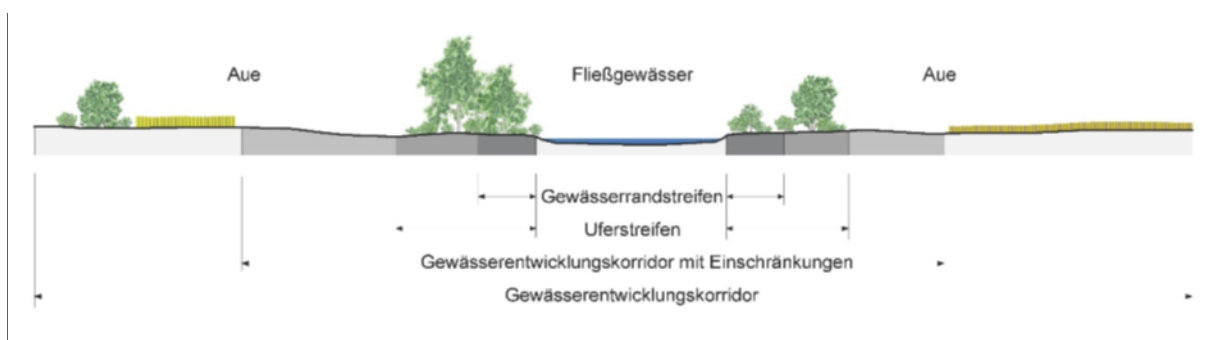 Aue
Fließgewässer
Aue
Gewässerrandstreifen
Uferstreifen
Gewässerentwicklungskorridor mit Einschränkungen
Gewässerentwicklungskorridor